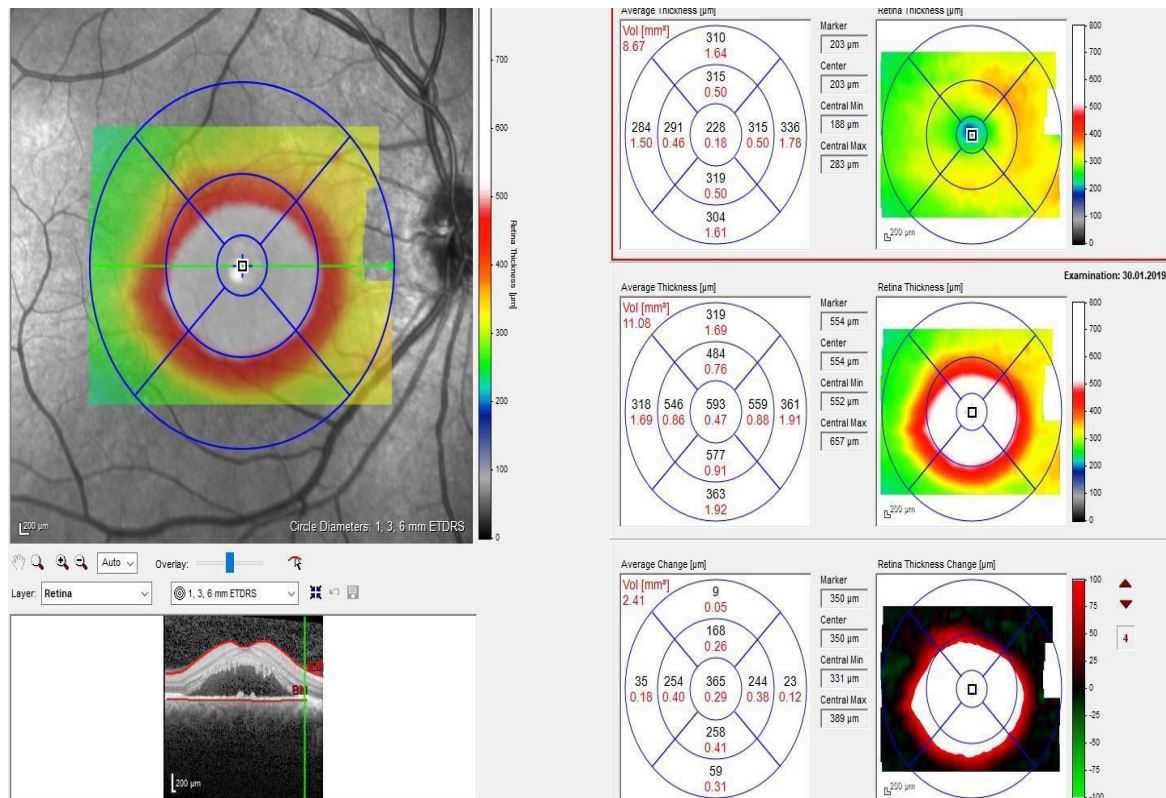 700
600
500
400
300
200
100
0
Retina Thickness [µm]
200 µm
Circle Diameters: 1, 3, 6 mm ETDRS
Auto
Overlay:
Layer: Retina
1, 3, 6 mm ETDRS
BM
200 µm
Average Thickness [µm]
Vol [mm³]
8.67
310
1.64
315
0.50
284 291 228 315 336
1.50 0.46 0.18 0.50 1.78
319
0.50
304
1.61
Marker
203 µm
Center
203 µm
Central Min
188 µm
Central Max
283 µm
Retina Thickness [µm]
200 µm
800
700
600
500
400
300
200
100
0
Examination: 30.01.2019
Average Thickness [µm]
Vol [mm³]
11.08
319
1.69
484
0.76
318 546 593 559 361
1.69 0.86 0.47 0.88 1.91
577
0.91
363
1.92
Marker
554 µm
Center
554 µm
Central Min
552 µm
Central Max
657 µm
Retina Thickness [µm]
200 µm
800
700
600
500
400
300
200
100
0
Average Change [µm]
Vol [mm³]
2.41
9
0.05
168
0.26
35 254 365 244 23
0.18 0.40 0.29 0.38 0.12
258
0.41
59
0.31
Marker
350 µm
Center
350 µm
Central Min
331 µm
Central Max
389 µm
Retina Thickness Change [µm]
200 µm
100
75
50
25
0
-25
-50
-75
-100
4